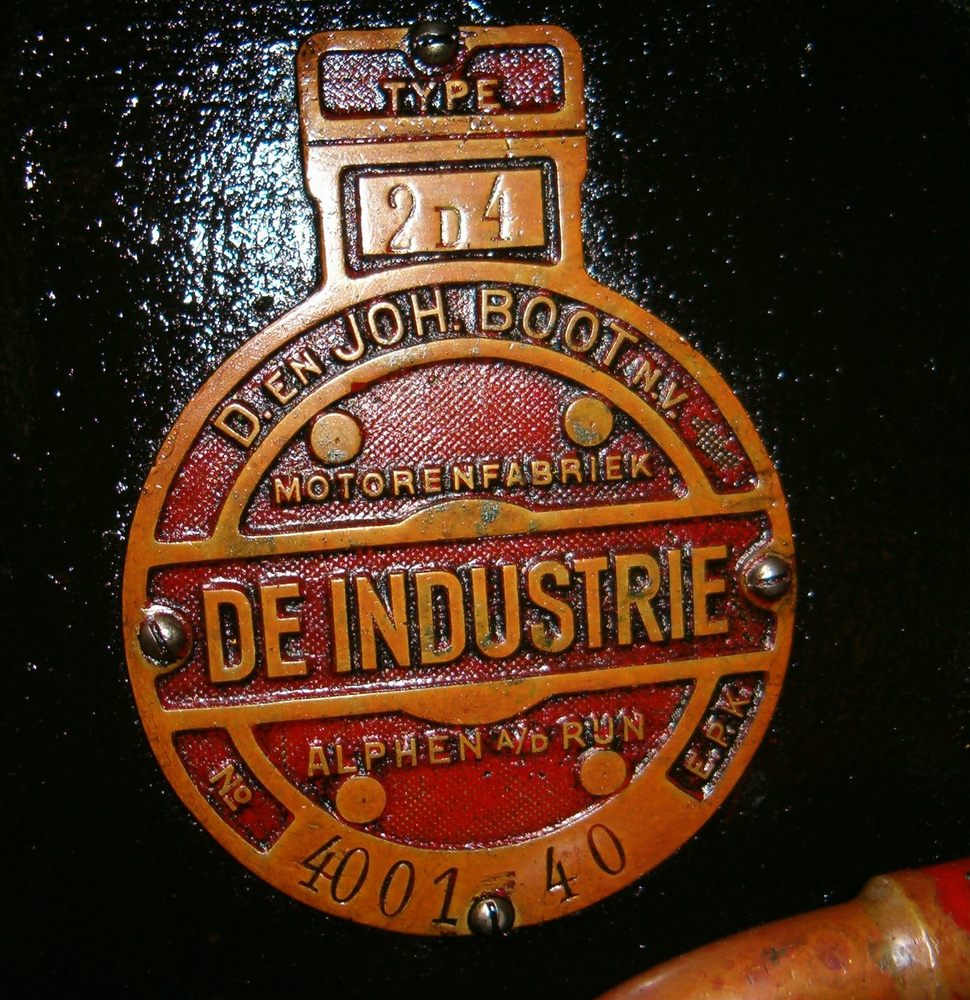 TYPE
2D4
D. EN JOH. BOOT N.V.
MOTORENFABRIEK
DE INDUSTRIE
ALPHEN A/D RIJN
No E.P.K.
4001 40